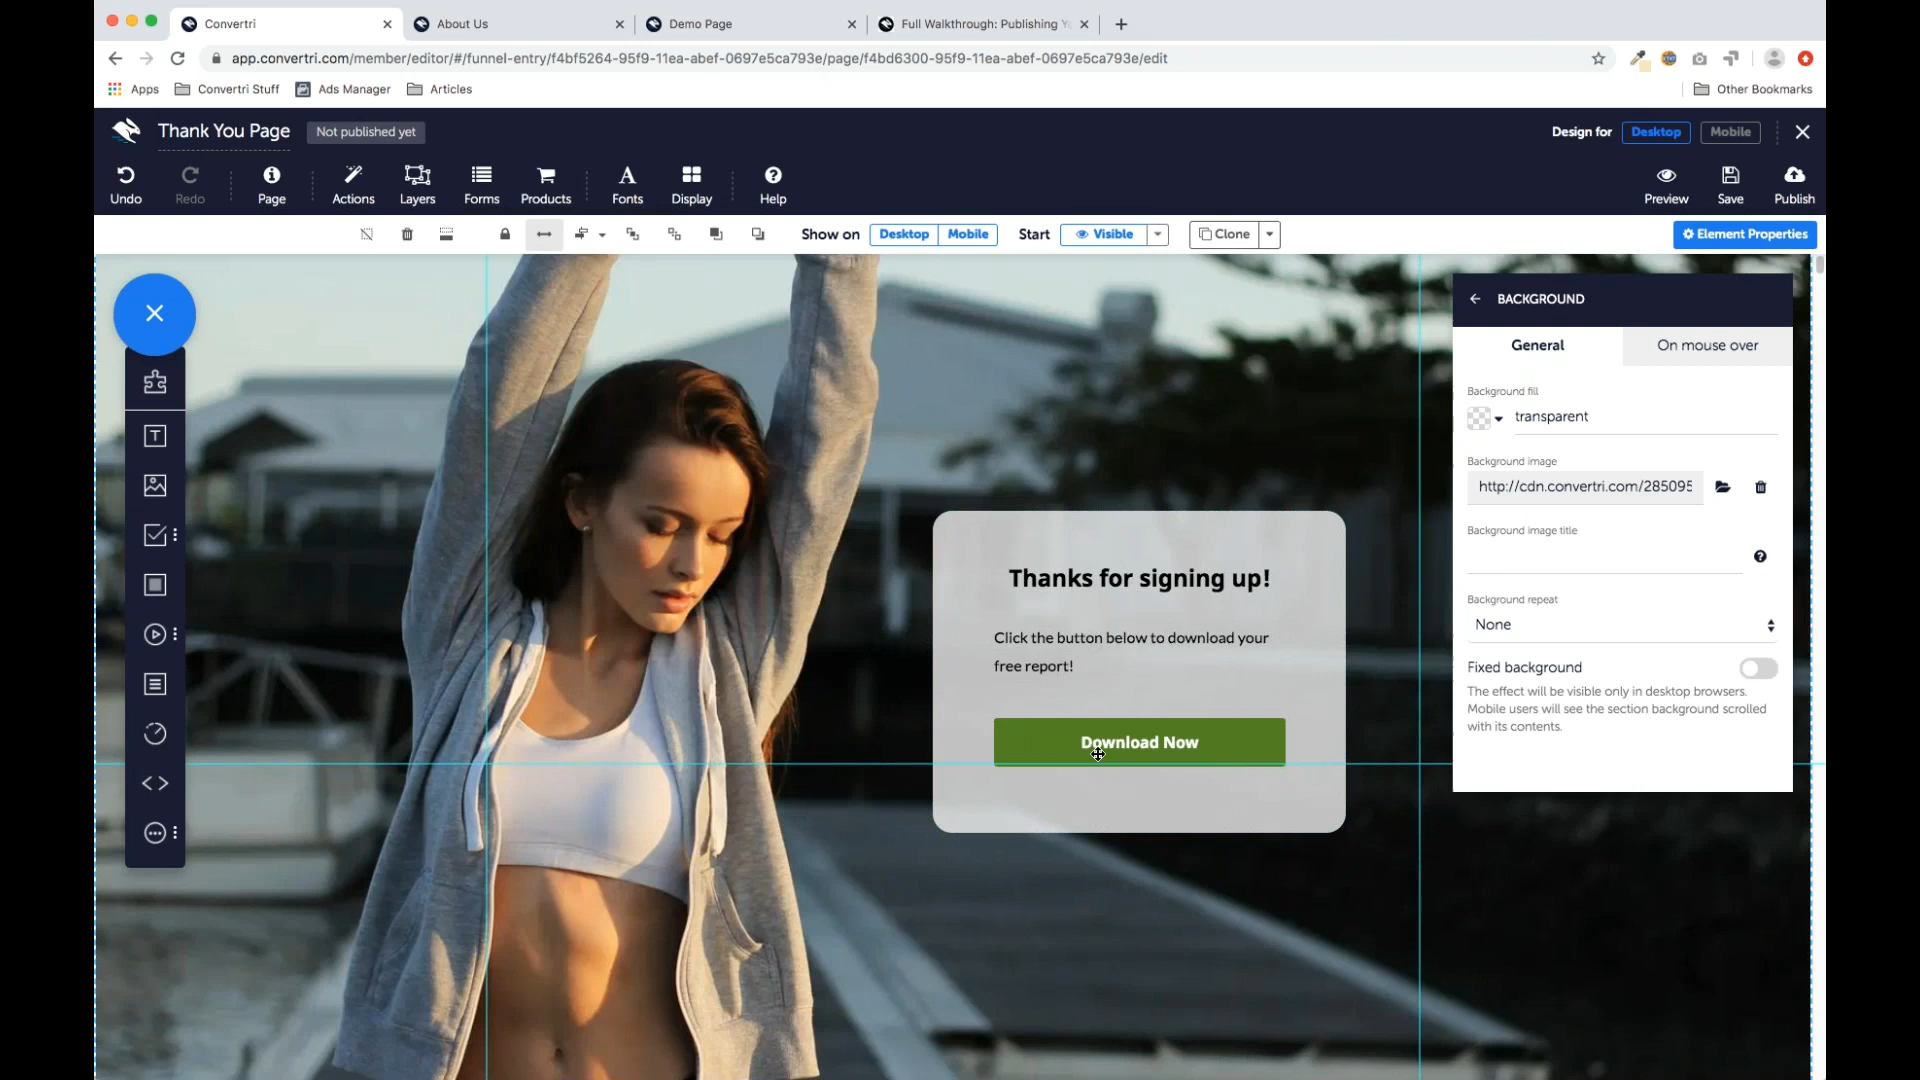 Convertri
About Us
Demo Page
Full Walkthrough: Publishing Y
app.convertri.com/member/editor/#/funnel-entry/f4bf5264-95f9-11ea-abef-0697e5ca793e/page/f4bd6300-95f9-11ea-abef-0697e5ca793e/edit
Apps
Convertri Stuff
Ads Manager
Articles
Other Bookmarks
Thank You Page
Not published yet
Design for
Desktop
Mobile
Undo
Redo
Page
Actions
Layers
Forms
Products
Fonts
Display
Help
Preview
Save
Publish
Show on
Desktop
Mobile
Start
Visible
Clone
Element Properties
BACKGROUND
General
On mouse over
Background fill
transparent
Background image
http://cdn.convertri.com/285095
Background image title
Background repeat
None
Fixed background
The effect will be visible only in desktop browsers.
Mobile users will see the section background scrolled
with its contents.
Thanks for signing up!
Click the button below to download your
free report!
Download Now